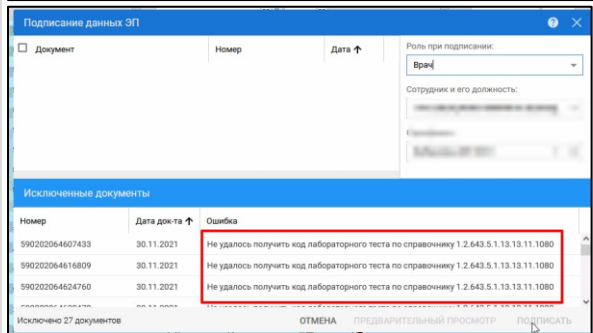 Подписание данных ЭП
Документ Номер Дата
Роль при подписании:
Врач
Сотрудник и его должность:
Исключенные документы
Номер Дата док-та Ошибка
590202064607433 30.11.2021 Не удалось получить код лабораторного теста по справочнику 1.2.643.5.1.13.13.11.1080
590202064616809 30.11.2021 Не удалось получить код лабораторного теста по справочнику 1.2.643.5.1.13.13.11.1080
590202064624760 30.11.2021 Не удалось получить код лабораторного теста по справочнику 1.2.643.5.1.13.13.11.1080
Исключено 27 документов ОТМЕНА ПРЕДВАРИТЕЛЬНЫЙ ПРОСМОТР ПОДПИСАТЬ